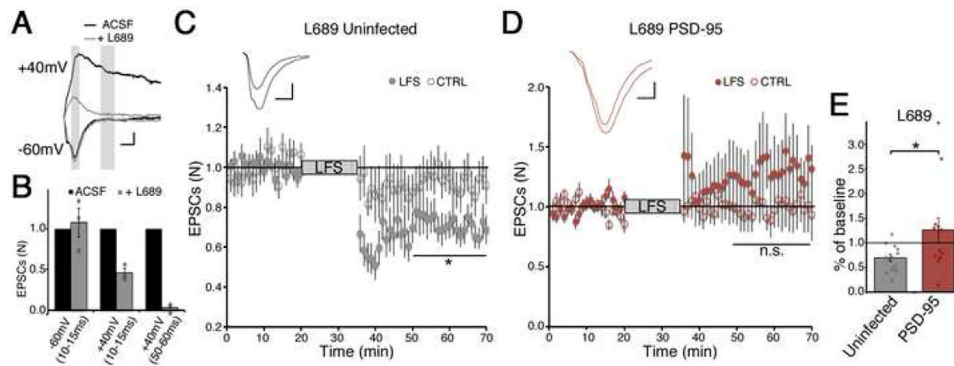 A
ACSF
+ L689
+40mV
-60mV
B
ACSF + L689
EPSCs (N)
1.0
0.5
0.0
-60mV
(10-15ms)
+40mV
(10-15ms)
+40mV
(50-60ms)
C
L689 Uninfected
LFS CTRL
EPSCs (N)
1.4
1.2
1.0
0.8
0.6
0.4
0.2
LFS
*
0 10 20 30 40 50 60 70
Time (min)
D
L689 PSD-95
LFS CTRL
EPSCs (N)
2.0
1.5
1.0
0.5
0.0
LFS
n.s.
0 10 20 30 40 50 60 70
Time (min)
E
L689
*
% of baseline
3.0
2.5
2.0
1.5
1.0
0.5
0.0
Uninfected
PSD-95